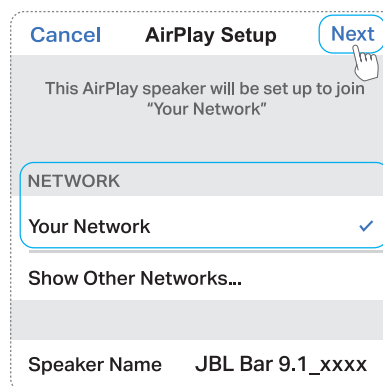 Cancel AirPlay Setup Next
This AirPlay speaker will be set up to join
“Your Network”
NETWORK
Your Network
Show Other Networks...
Speaker Name JBL Bar 9.1_xxxx